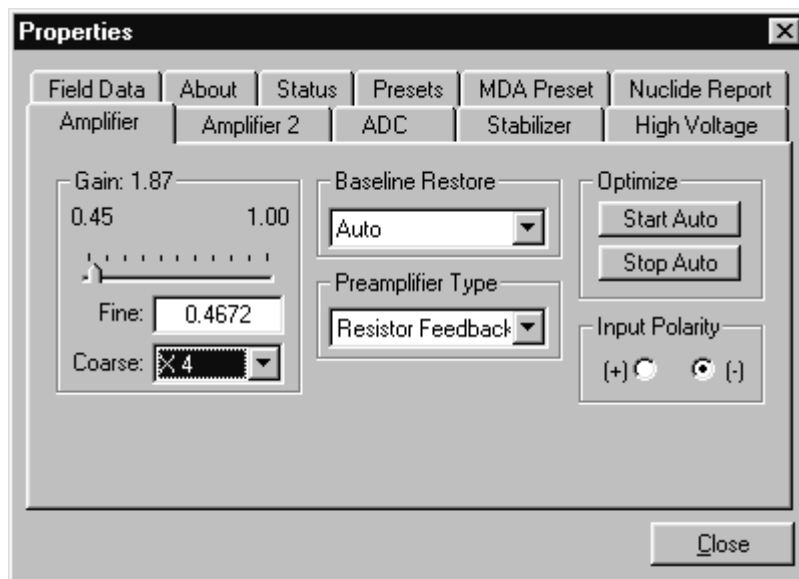 Properties
Field Data About Status Presets MDA Preset Nuclide Report
Amplifier Amplifier 2 ADC Stabilizer High Voltage
Gain: 1.87
0.45 1.00
Fine: 0.4672
Coarse: X 4
Baseline Restore
Auto
Preamplifier Type
Resistor Feedback
Optimize
Start Auto
Stop Auto
Input Polarity
(+) (-)
Close